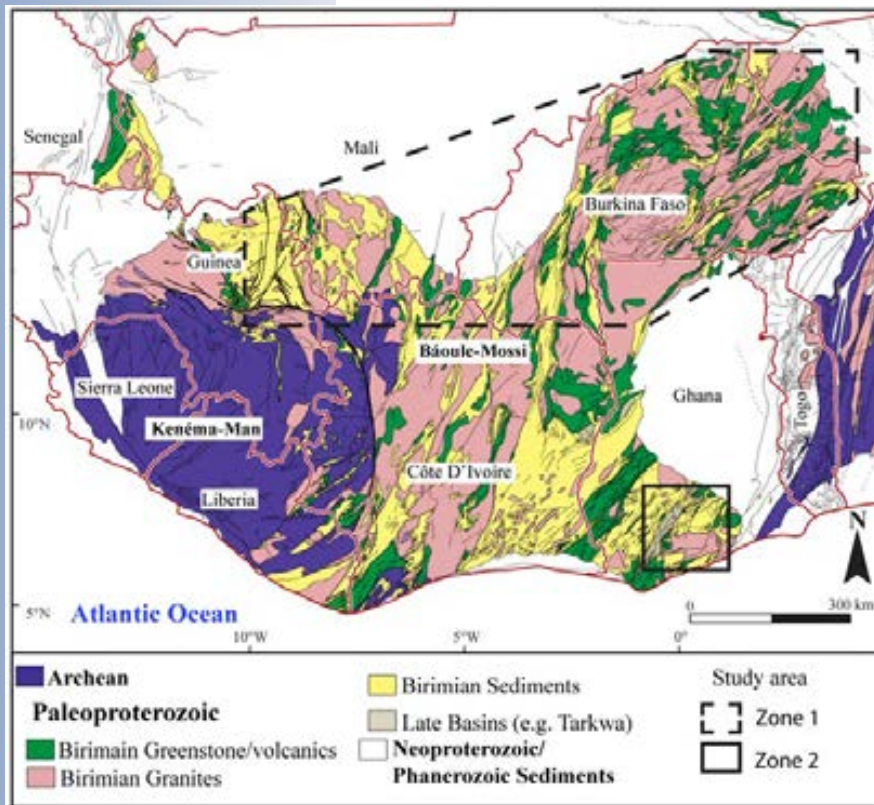 Senegal
Mali
Burkina Faso
Guinea
Báoule-Mossi
Sierra Leone
Ghana
10°N
Kenéma-Man
Togo
Côte D´Ivoire
Liberia
N
Atlantic Ocean
0 300 km
5°N
10°W 5°W 0°
Archean
Paleoproterozoic
Birimain Greenstone/volcanics
Birimian Granites
Birimian Sediments
Late Basins (e.g. Tarkwa)
Neoproterozoic/
Phanerozoic Sediments
Study area
Zone 1
Zone 2